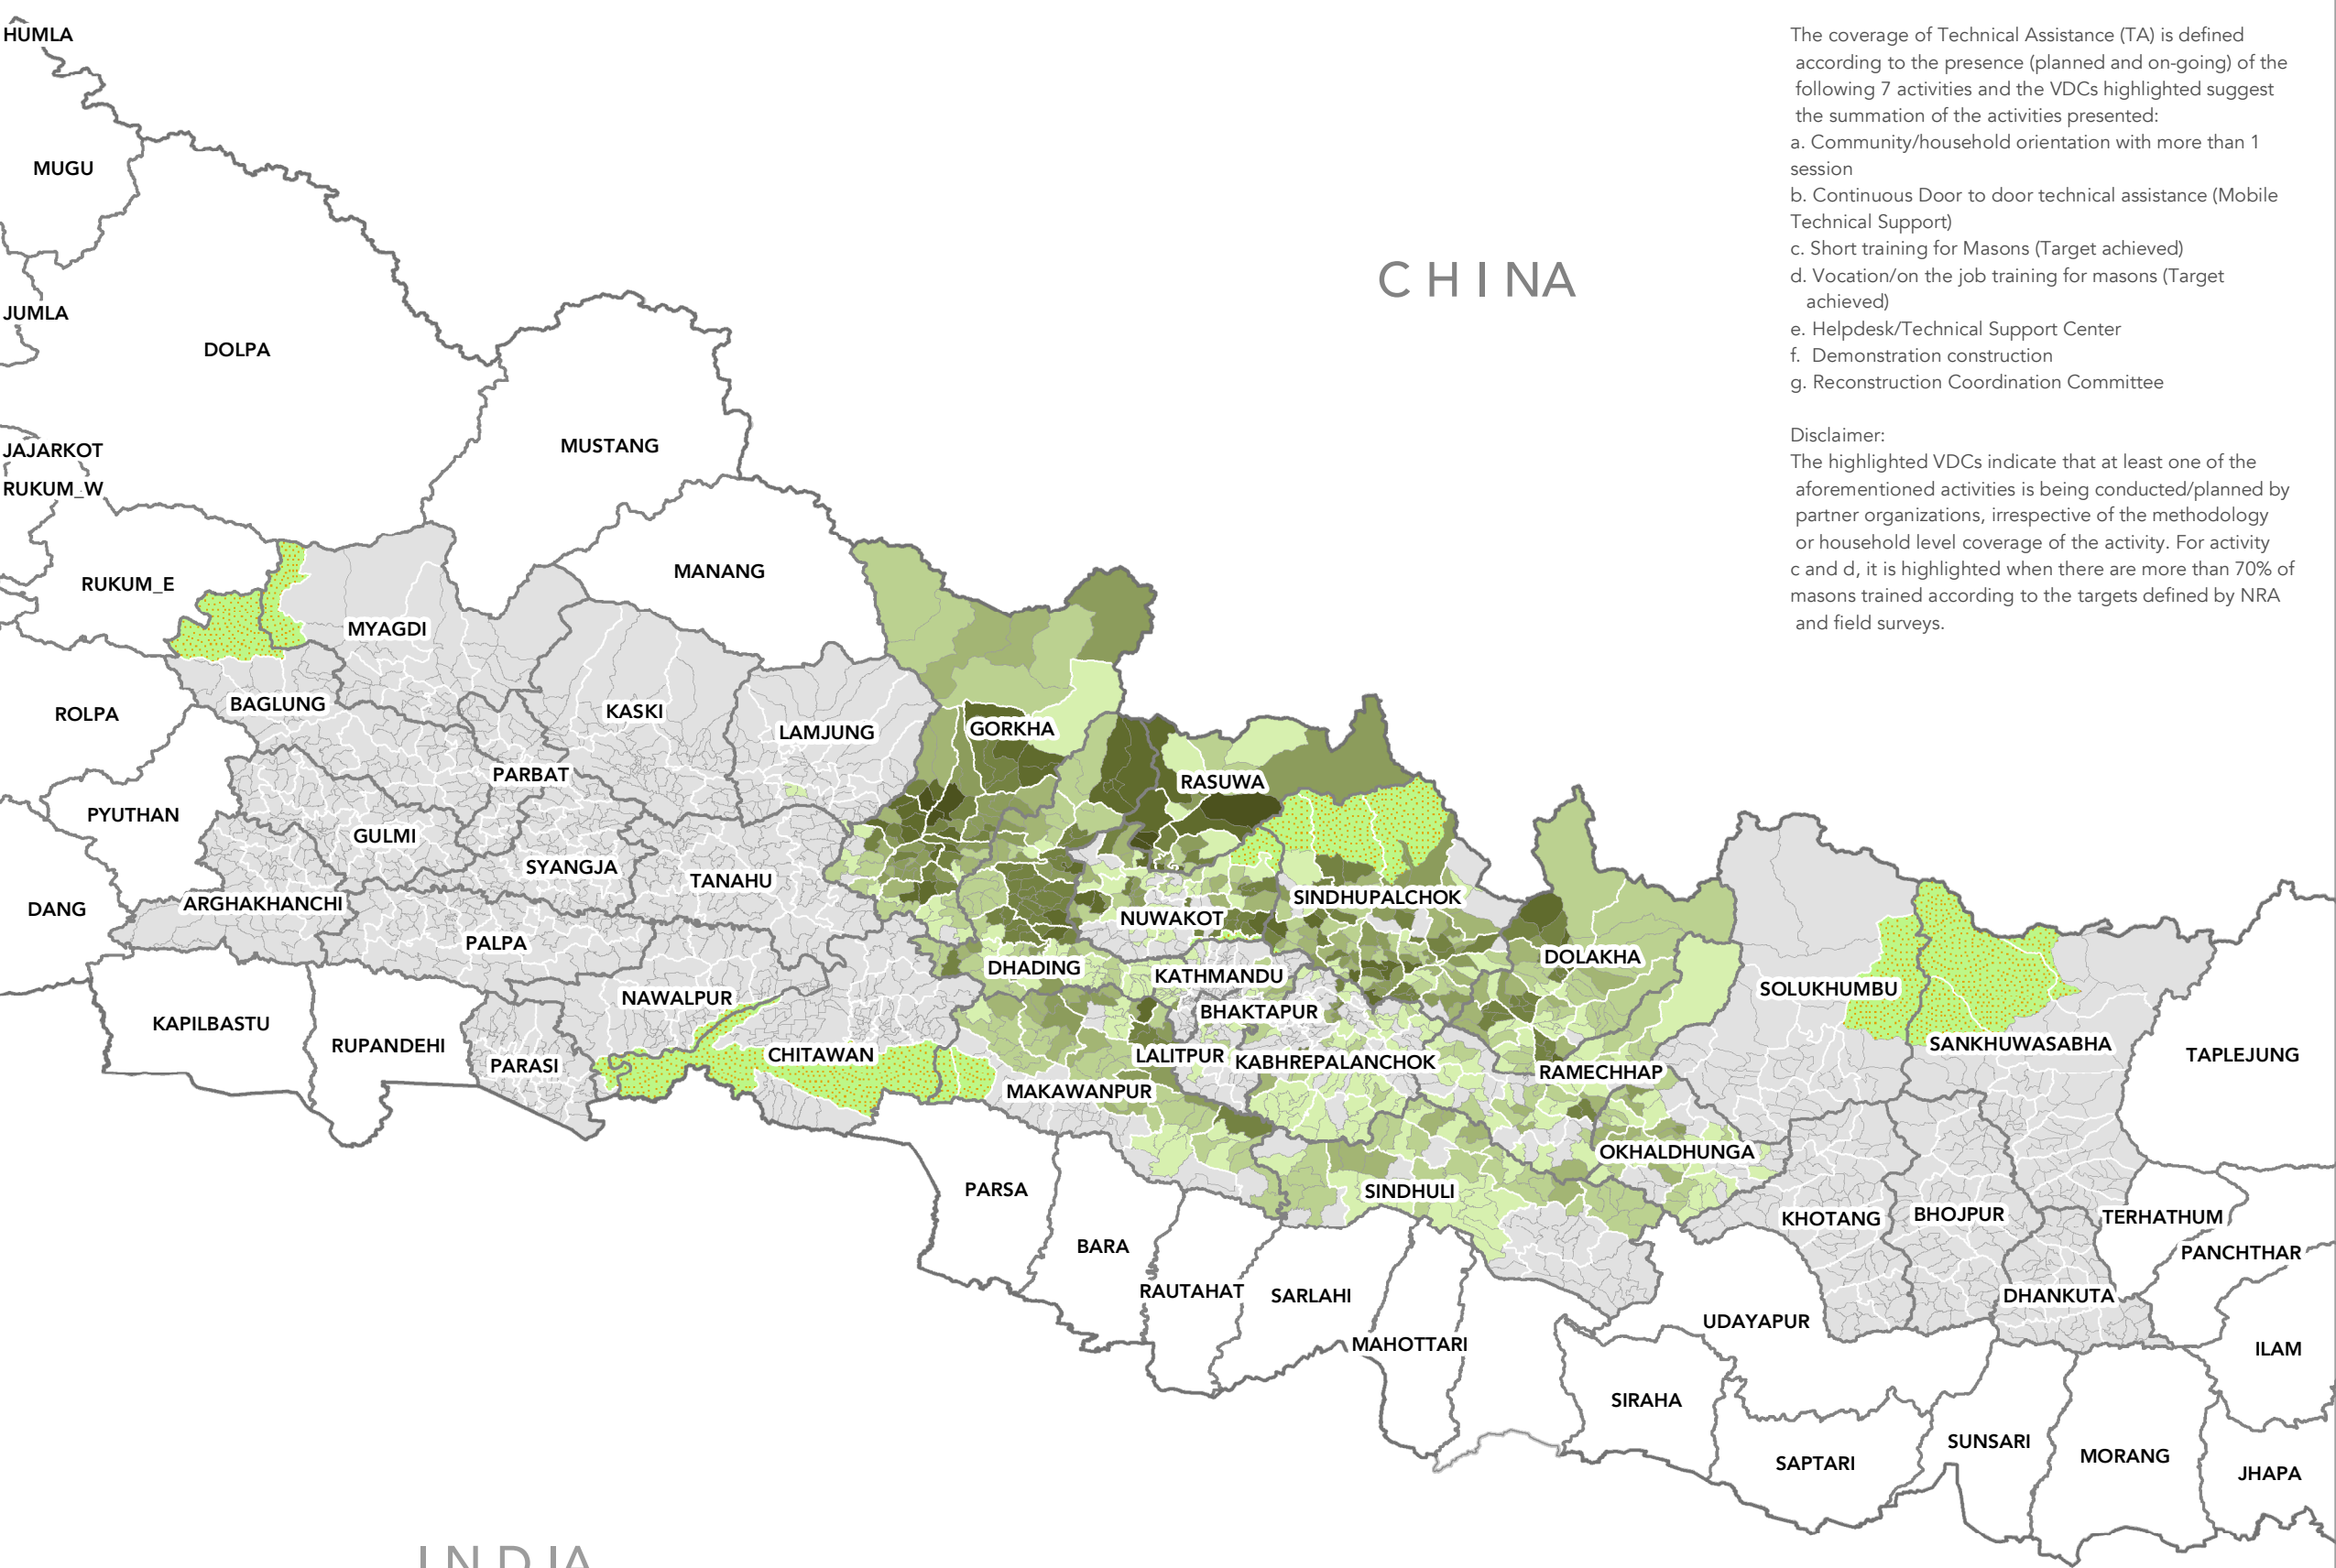 The coverage of Technical Assistance (TA) is defined
according to the presence (planned and on-going) of the
following 7 activities and the VDCs highlighted suggest
the summation of the activities presented:
a. Community/household orientation with more than 1
session
b. Continuous Door to door technical assistance (Mobile
Technical Support)
c. Short training for Masons (Target achieved)
d. Vocation/on the job training for masons (Target
achieved)
e. Helpdesk/Technical Support Center
f. Demonstration construction
g. Reconstruction Coordination Committee
Disclaimer:
The highlighted VDCs indicate that at least one of the
aforementioned activities is being conducted/planned by
partner organizations, irrespective of the methodology
or household level coverage of the activity. For activity
c and d, it is highlighted when there are more than 70% of
masons trained according to the targets defined by NRA
and field surveys.
HUMLA
MUGU
CHINA
JUMLA
DOLPA
MUSTANG
JAJARKOT
RUKUM_W
MANANG
RUKUM_E
MYAGDI
BAGLUNG
KASKI
ROLPA
GORKHA
LAMJUNG
PARBAT
RASUWA
PYUTHAN
GULMI
SYANGJA
TANAHU
SINDHUPALCHOK
ARGHAKHANCHI
DANG
NUWAKOT
PALPA
DOLAKHA
DHADING
KATHMANDU
SOLUKHUMBU
NAWALPUR
BHAKTAPUR
KAPILBASTU
RUPANDEHI
SANKHUWASABHA
CHITAWAN
LALITPUR
TAPLEJUNG
PARASI
KABHREPALANCHOK
RAMECHHAP
MAKAWANPUR
OKHALDHUNGA
PARSA
SINDHULI
BHOJPUR
KHOTANG
TERHATHUM
BARA
PANCHTHAR
RAUTAHAT
SARLAHI
DHANKUTA
UDAYAPUR
MAHOTTARI
ILAM
SIRAHA
SUNSARI
MORANG
SAPTARI
JHAPA
INDIA